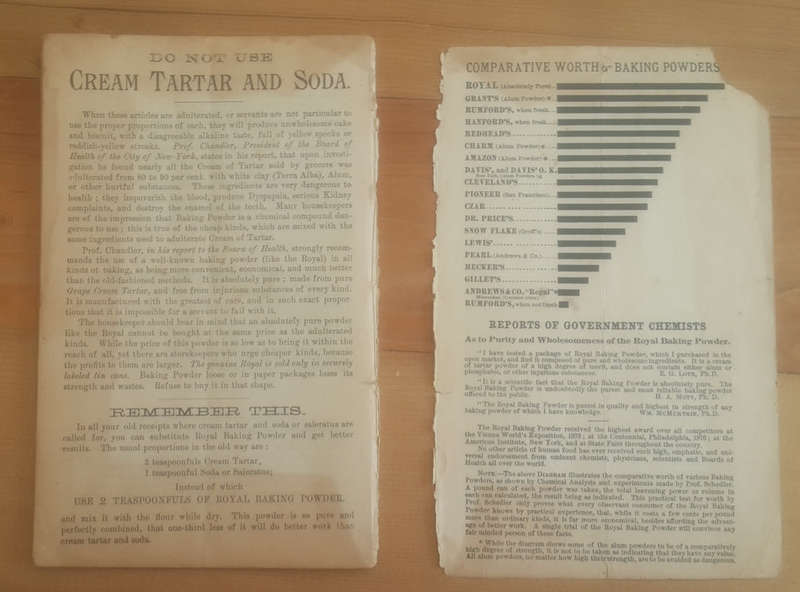 DO NOT USE
CREAM TARTAR AND SODA.
When these articles are adulterated, or servants are not particular to
use the proper proportions of each, they will produce unwholesome cake
and biscuit, with a disagreeable alkaline taste, full of yellow specks or
reddish-yellow streaks. Prof. Chandler, President of the Board of
Health of the City of New York, states in his report, that upon investi-
gation he found nearly all the Cream of Tartar sold by grocers was
adulterated from 80 to 90 per cent. with white clay (Terra Alba), Alum,
or other hurtful substances. These ingredients are very dangerous to
health; they impoverish the blood, produce Dyspepsia, serious Kidney
complaints, and destroy the enamel of the teeth. Many housekeepers
are of the impression that Baking Powder is a chemical compound dan-
gerous to use; this is true of the cheap kinds, which are mixed with the
same ingredients used to adulterate Cream of Tartar.
Prof. Chandler, in his report to the Board of Health, strongly recom-
mends the use of a well-known baking powder (like the Royal) in all
kinds of baking, as being more convenient, economical, and much better
than the old-fashioned methods. It is absolutely pure; made from pure
Grape Cream Tartar, and free from injurious substances of every kind.
It is manufactured with the greatest of care, and in such exact propor-
tions that it is impossible for a servant to fail with it.
The housekeeper should bear in mind that an absolutely pure powder
like the Royal cannot be bought at the same price as the adulterated
kinds. While the price of this powder is so low as to bring it within the
reach of all, yet there are storekeepers who urge cheaper kinds, because
the profits to them are larger. The genuine Royal is sold only in securely
labeled tin cans. Baking Powder loose or in paper packages loses its
strength and wastes. Refuse to buy it in that shape.
REMEMBER THIS.
In all your old receipts where cream tartar and soda or saleratus are
called for, you can substitute Royal Baking Powder and get better
results. The usual proportions in the old way are:
2 teaspoonfuls Cream Tartar,
1 teaspoonful Soda or Saleratus;
Instead of which
USE 2 TEASPOONFULS OF ROYAL BAKING POWDER,
and mix it with the flour while dry. This powder is so pure and
perfectly combined, that one-third less of it will do better work than
cream tartar and soda.
COMPARATIVE WORTH of BAKING POWDERS
ROYAL (Absolutely Pure)
GRANT'S (Alum Powder) *
RUMFORD'S, when fresh
HANFORD'S, when fresh
REDHEAD'S
CHARM (Alum Powder) *
AMAZON (Alum Powder) *
DAVIS', and DAVIS' O. K.
CLEVELAND'S
PIONEER (San Francisco)
CZAR
DR. PRICE'S
SNOW FLAKE (Groff's)
LEWIS'
PEARL (Andrews & Co.)
HECKER'S
GILLET'S
ANDREWS & CO. "Regal" *
RUMFORD'S, when not fresh
REPORTS OF GOVERNMENT CHEMISTS
As to Purity and Wholesomeness of the Royal Baking Powder.
"I have tested a package of Royal Baking Powder, which I purchased in the
open market, and find it composed of pure and wholesome ingredients. It is a cream
of tartar powder of a high degree of merit, and does not contain either alum or
phosphates, or other injurious substances. E. G. LOVE, Ph.D.
"It is a scientific fact that the Royal Baking Powder is absolutely pure. The
Royal Baking Powder is undoubtedly the purest and most reliable baking powder
offered to the public. H. A. MOTT, Ph. D.
"The Royal Baking Powder is purest in quality and highest in strength of any
baking powder of which I have knowledge. WM. MCMURTRIE, Ph.D.
The Royal Baking Powder received the highest award over all competitors at
the Vienna World's Exposition, 1873; at the Centennial, Philadelphia, 1876; at the
American Institute, New York, and at State Fairs throughout the country.
No other article of human food has ever received such high, emphatic, and uni-
versal endorsement from eminent chemists, physicians, scientists and Boards of
Health all over the world.
NOTE.—The above DIAGRAM illustrates the comparative worth of various Baking
Powders, as shown by Chemical Analysis and experiments made by Prof. Schedler.
A pound can of each powder was taken, the total leavening power or volume in
each can calculated, the result being as indicated. This practical test for worth by
Prof. Schedler only proves what every observant consumer of the Royal Baking
Powder knows by practical experience, that, while it costs a few cents per pound
more than ordinary kinds, it is far more economical, besides affording the advant-
age of better work. A single trial of the Royal Baking Powder will convince any
fair minded person of these facts.
* While the diagram shows some of the alum powders to be of a comparatively
high degree of strength, it is not to be taken as indicating that they have any value.
All alum powders, no matter how high their strength, are to be avoided as dangerous.